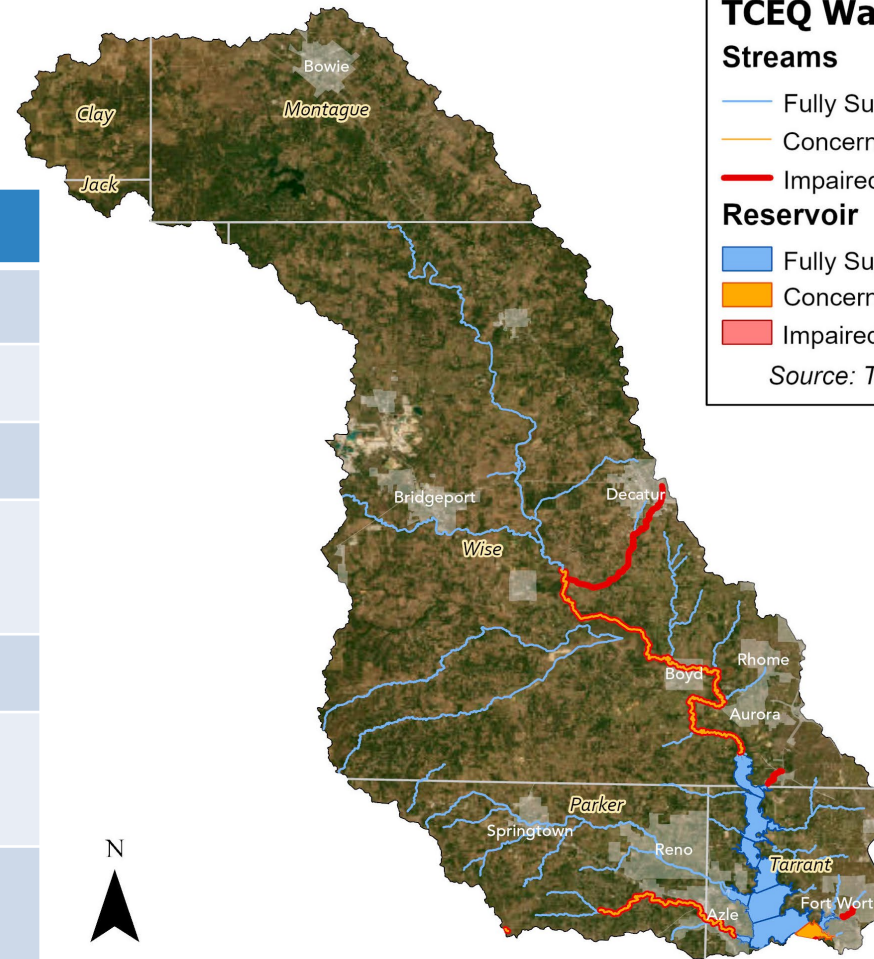 TCEQ Wa
Streams
Fully Su
Concern
Impaired
Reservoir
Fully Su
Concern
Impaired
Source: T
Bowie
Clay
Montague
Jack
Bridgeport
Decatur
Wise
Rhome
Boyd
Aurora
Parker
Springtown
Reno
Tarrant
Fort Wort
Azle
N